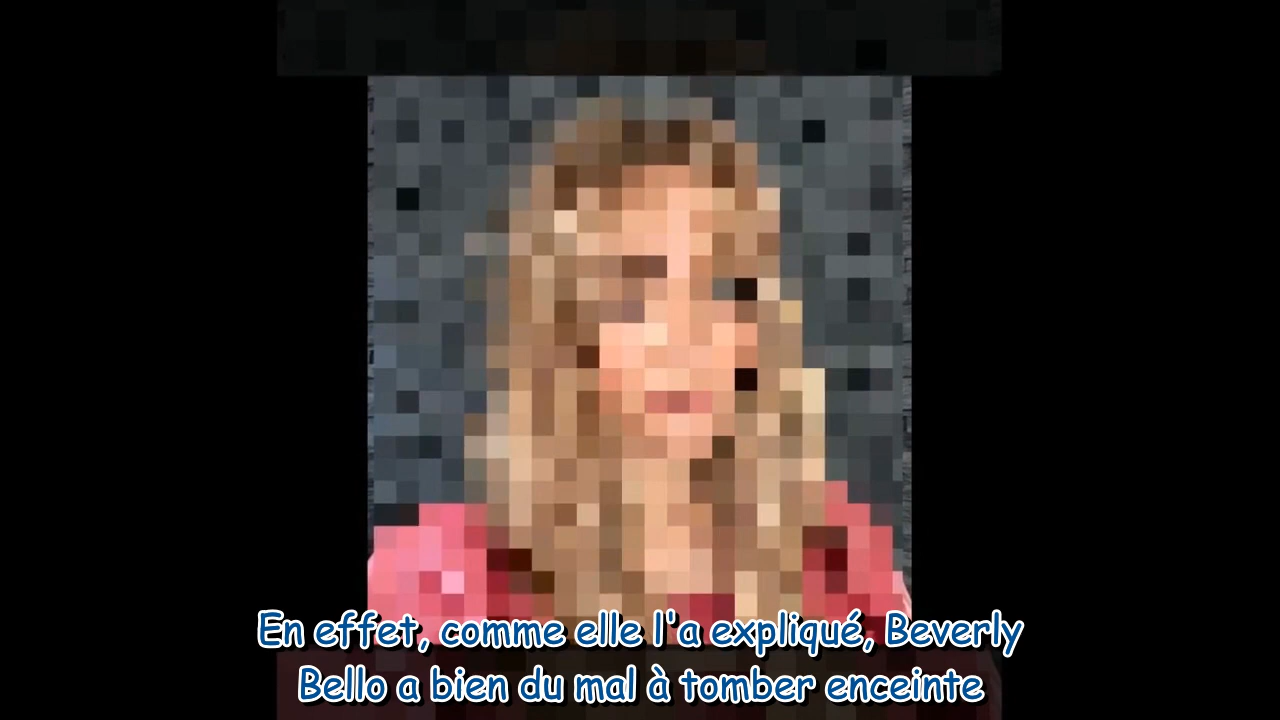 En effet, comme elle l'a expliqué, Beverly
Bello a bien du mal à tomber enceinte